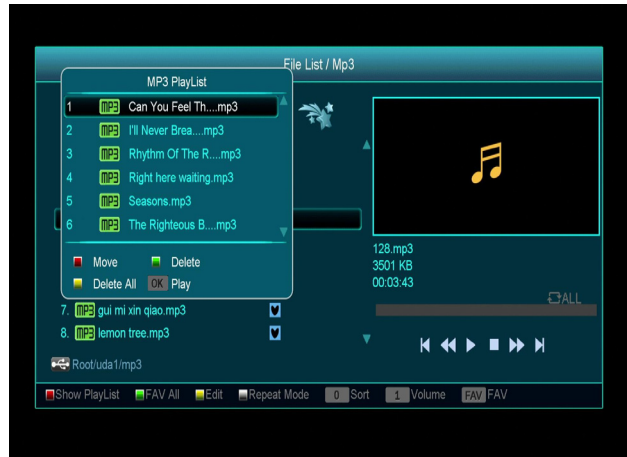 File List / Mp3
MP3 PlayList
1 MP3 Can You Feel Th....mp3
2 MP3 I'll Never Brea....mp3
3 MP3 Rhythm Of The R....mp3
4 MP3 Right here waiting.mp3
5 MP3 Seasons.mp3
6 MP3 The Righteous B....mp3
Move Delete
Delete All OK Play
128.mp3
3501 KB
00:03:43
ALL
7. MP3 gui mi xin qiao.mp3
8. MP3 lemon tree.mp3
Root/uda1/mp3
Show PlayList FAV All Edit Repeat Mode 0 Sort 1 Volume FAV FAV